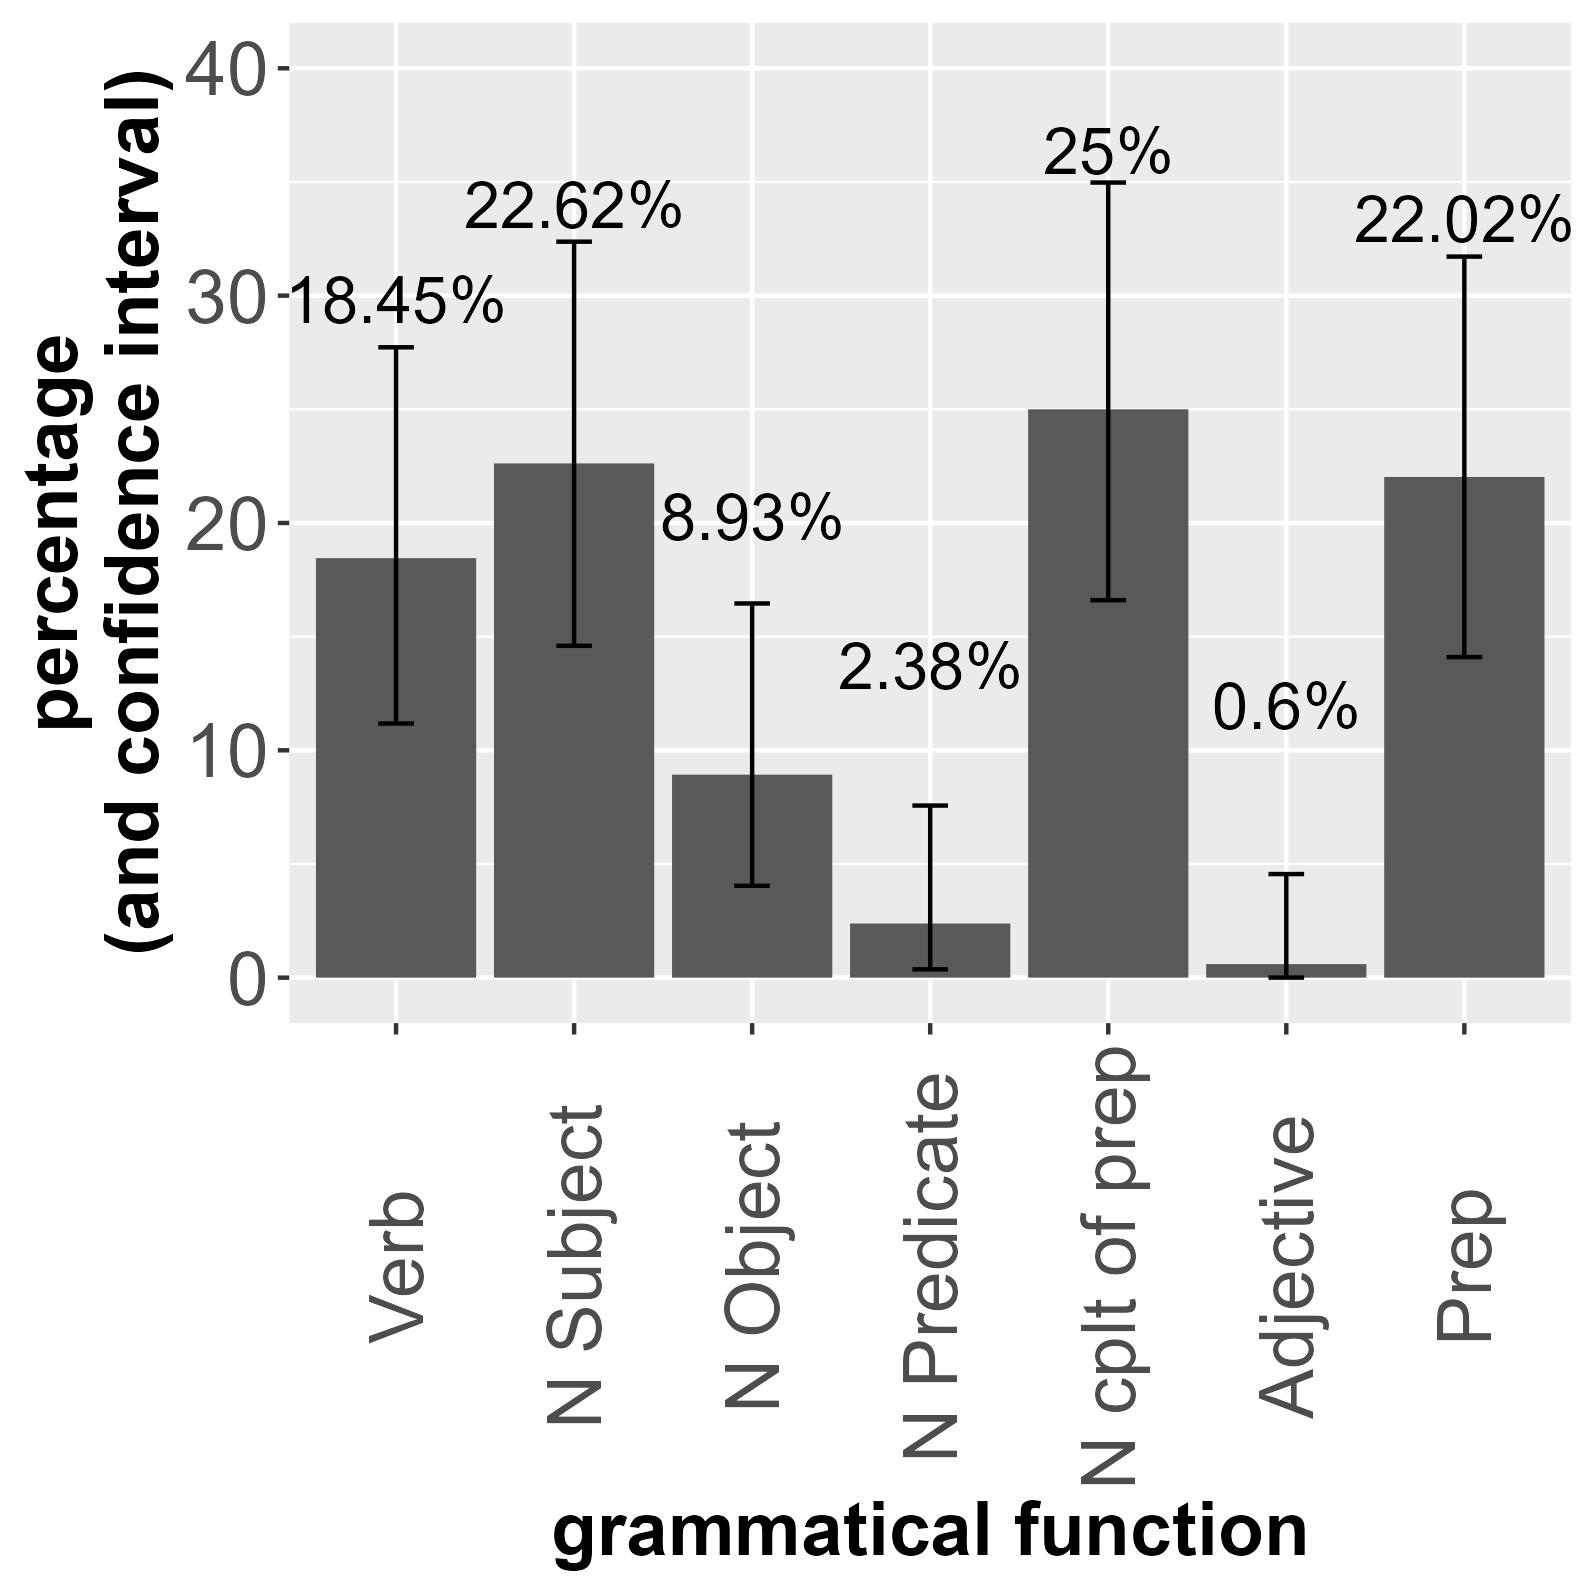 percentage
(and confidence interval)
40
30
20
10
0
18.45%
22.62%
8.93%
2.38%
25%
0.6%
22.02%
Verb
N Subject
N Object
N Predicate
N cplt of prep
Adjective
Prep
grammatical function